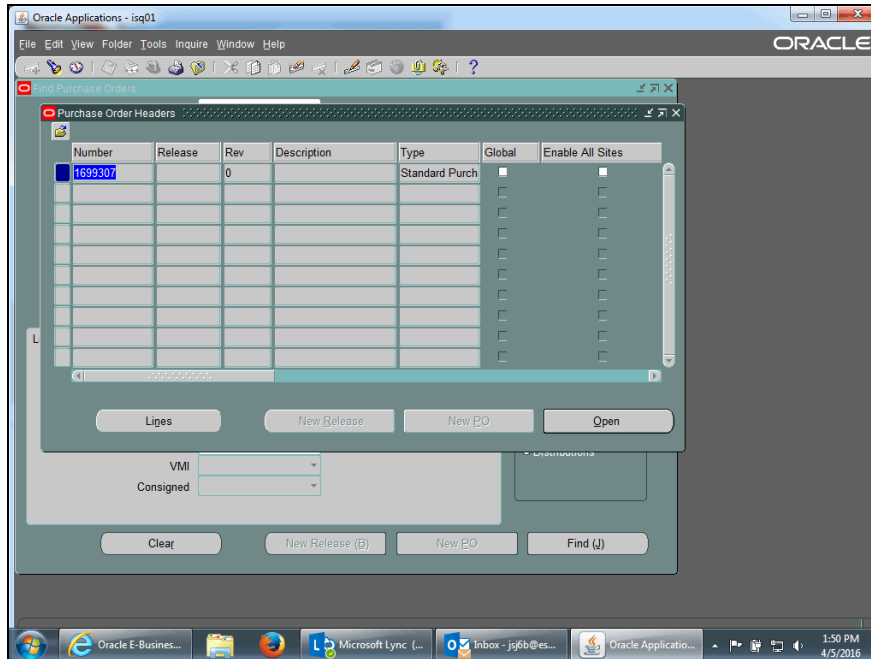 Oracle Applications - isq01
File Edit View Folder Tools Inquire Window Help
ORACLE
Find Purchase Orders
Purchase Order Headers
Number Release Rev Description Type Global Enable All Sites
1699307 0 Standard Purch
L
Lines New Release New PO Open
Distributions
VMI
Consigned
Clear New Release (B) New PO Find (J)
Oracle E-Busines... Microsoft Lync (... Inbox - jsj6b@es... Oracle Applicatio... 1:50 PM
4/5/2016